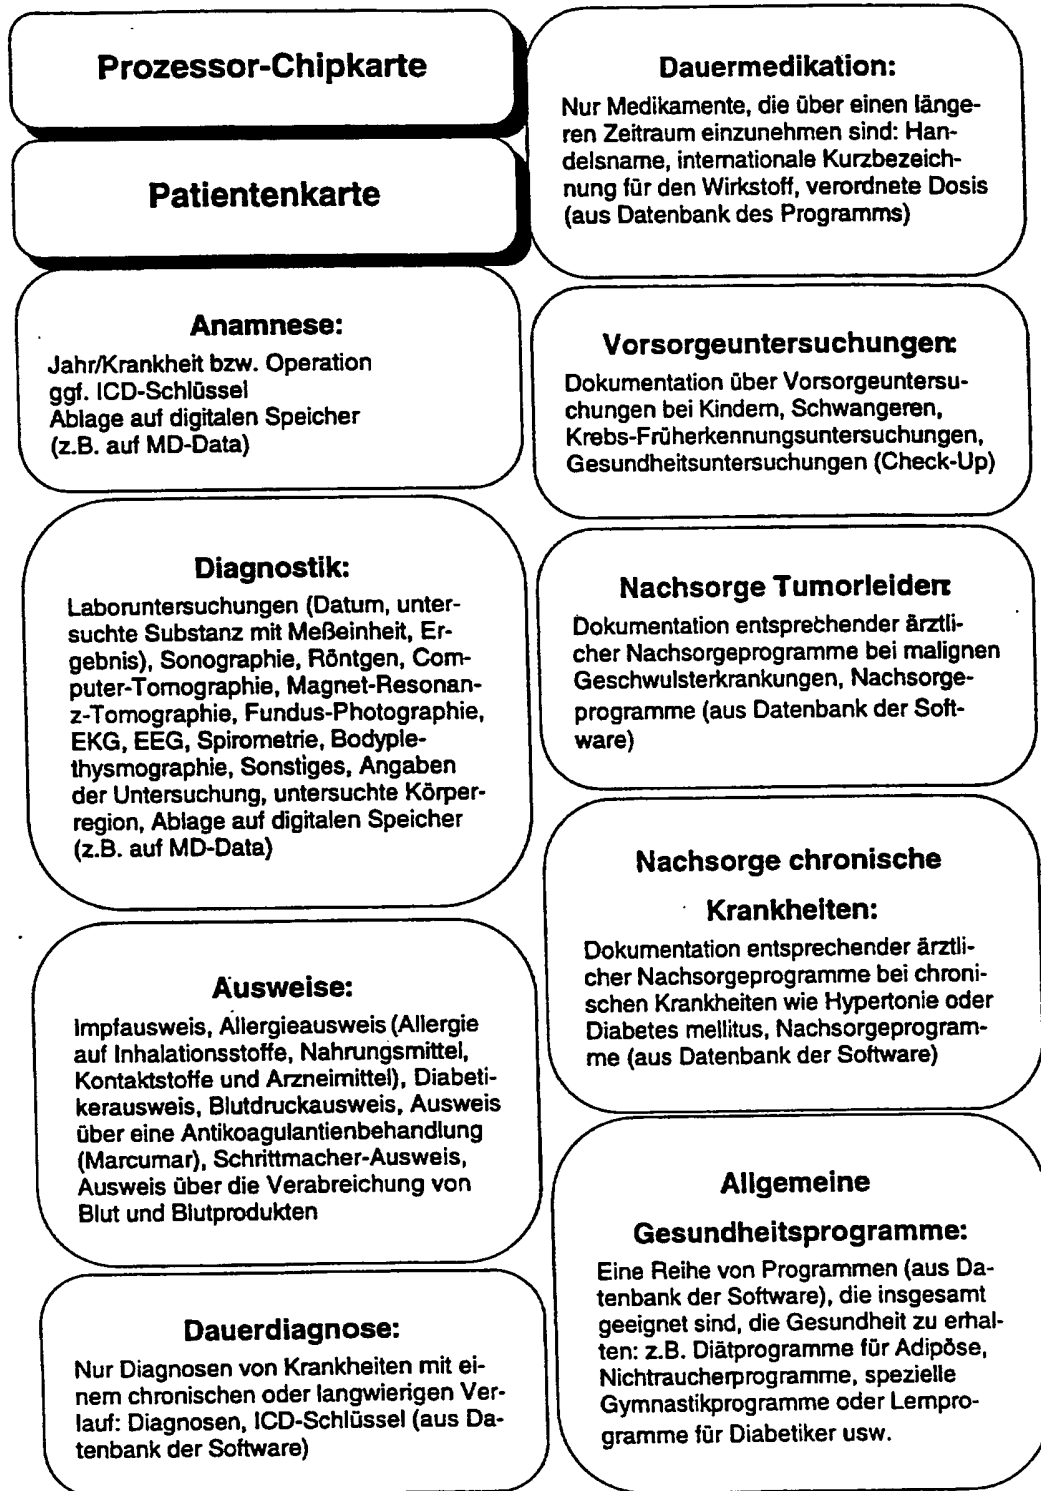 Prozessor-Chipkarte
Patientenkarte
Anamnese:
Jahr/Krankheit bzw. Operation
ggf. ICD-Schlüssel
Ablage auf digitalen Speicher
(z.B. auf MD-Data)
Diagnostik:
Laboruntersuchungen (Datum, unter-
suchte Substanz mit Meßeinheit, Er-
gebnis), Sonographie, Röntgen, Com-
puter-Tomographie, Magnet-Resonan-
z-Tomographie, Fundus-Photographie,
EKG, EEG, Spirometrie, Bodyple-
thysmographie, Sonstiges, Angaben
der Untersuchung, untersuchte Körper-
region, Ablage auf digitalen Speicher
(z.B. auf MD-Data)
Ausweise:
Impfausweis, Allergieausweis (Allergie
auf Inhalationsstoffe, Nahrungsmittel,
Kontaktstoffe und Arzneimittel), Diabeti-
kerausweis, Blutdruckausweis, Ausweis
über eine Antikoagulantienbehandlung
(Marcumar), Schrittmacher-Ausweis,
Ausweis über die Verabreichung von
Blut und Blutprodukten
Dauerdiagnose:
Nur Diagnosen von Krankheiten mit ei-
nem chronischen oder langwierigen Ver-
lauf: Diagnosen, ICD-Schlüssel (aus Da-
tenbank der Software)
Dauermedikation:
Nur Medikamente, die über einen länge-
ren Zeitraum einzunehmen sind: Han-
delsname, internationale Kurzbezeich-
nung für den Wirkstoff, verordnete Dosis
(aus Datenbank des Programms)
Vorsorgeuntersuchungen:
Dokumentation über Vorsorgeuntersu-
chungen bei Kindern, Schwangeren,
Krebs-Früherkennungsuntersuchungen,
Gesundheitsuntersuchungen (Check-Up)
Nachsorge Tumorleiden:
Dokumentation entsprechender ärztli-
cher Nachsorgeprogramme bei malignen
Geschwulsterkrankungen, Nachsorge-
programme (aus Datenbank der Soft-
ware)
Nachsorge chronische
Krankheiten:
Dokumentation entsprechender ärztli-
cher Nachsorgeprogramme bei chroni-
schen Krankheiten wie Hypertonie oder
Diabetes mellitus, Nachsorgeprogram-
me (aus Datenbank der Software)
Allgemeine
Gesundheitsprogramme:
Eine Reihe von Programmen (aus Da-
tenbank der Software), die insgesamt
geeignet sind, die Gesundheit zu erhal-
ten: z.B. Diätprogramme für Adipöse,
Nichtraucherprogramme, spezielle
Gymnastikprogramme oder Lernpro-
gramme für Diabetiker usw.